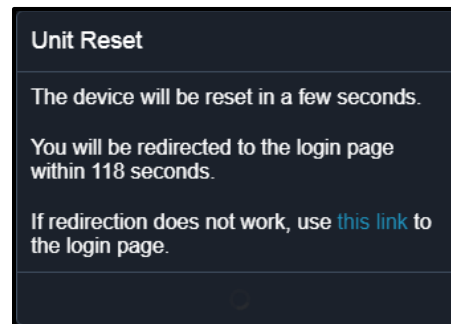 Unit Reset
The device will be reset in a few seconds.
You will be redirected to the login page
within 118 seconds.
If redirection does not work, use this link to
the login page.